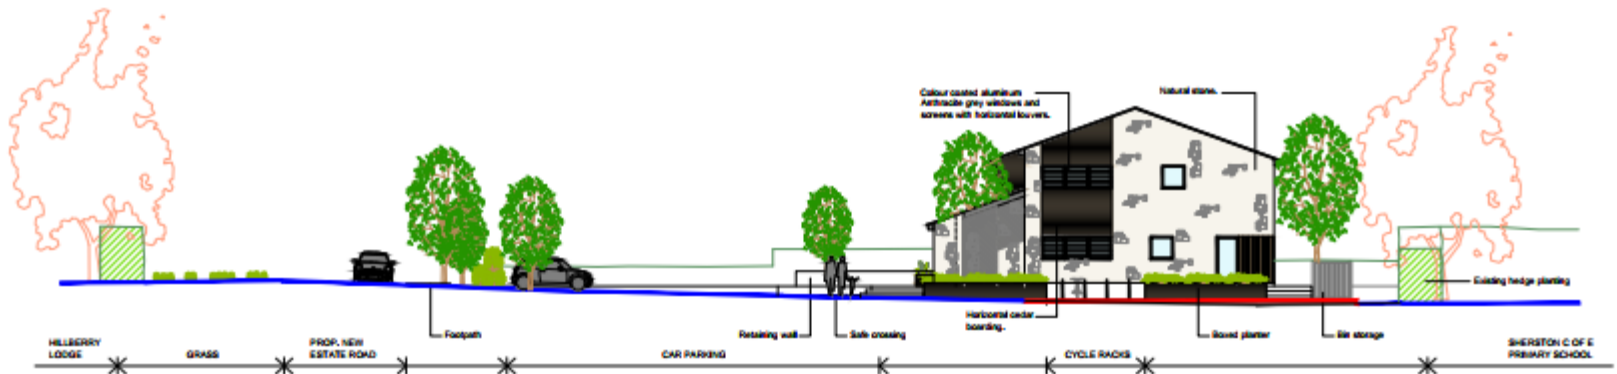 Colour coated aluminum
Anthracite grey windows and
screens with horizontal louvers.
Natural stone.
Existing hedge planting
Footpath
Retaining wall
Safe crossing
Horizontal cedar
boarding.
Boxed planter
Bin storage
HILLBERRY
LODGE
GRASS
PROP. NEW
ESTATE ROAD
CAR PARKING
CYCLE RACKS
SHERSTON C OF E
PRIMARY SCHOOL